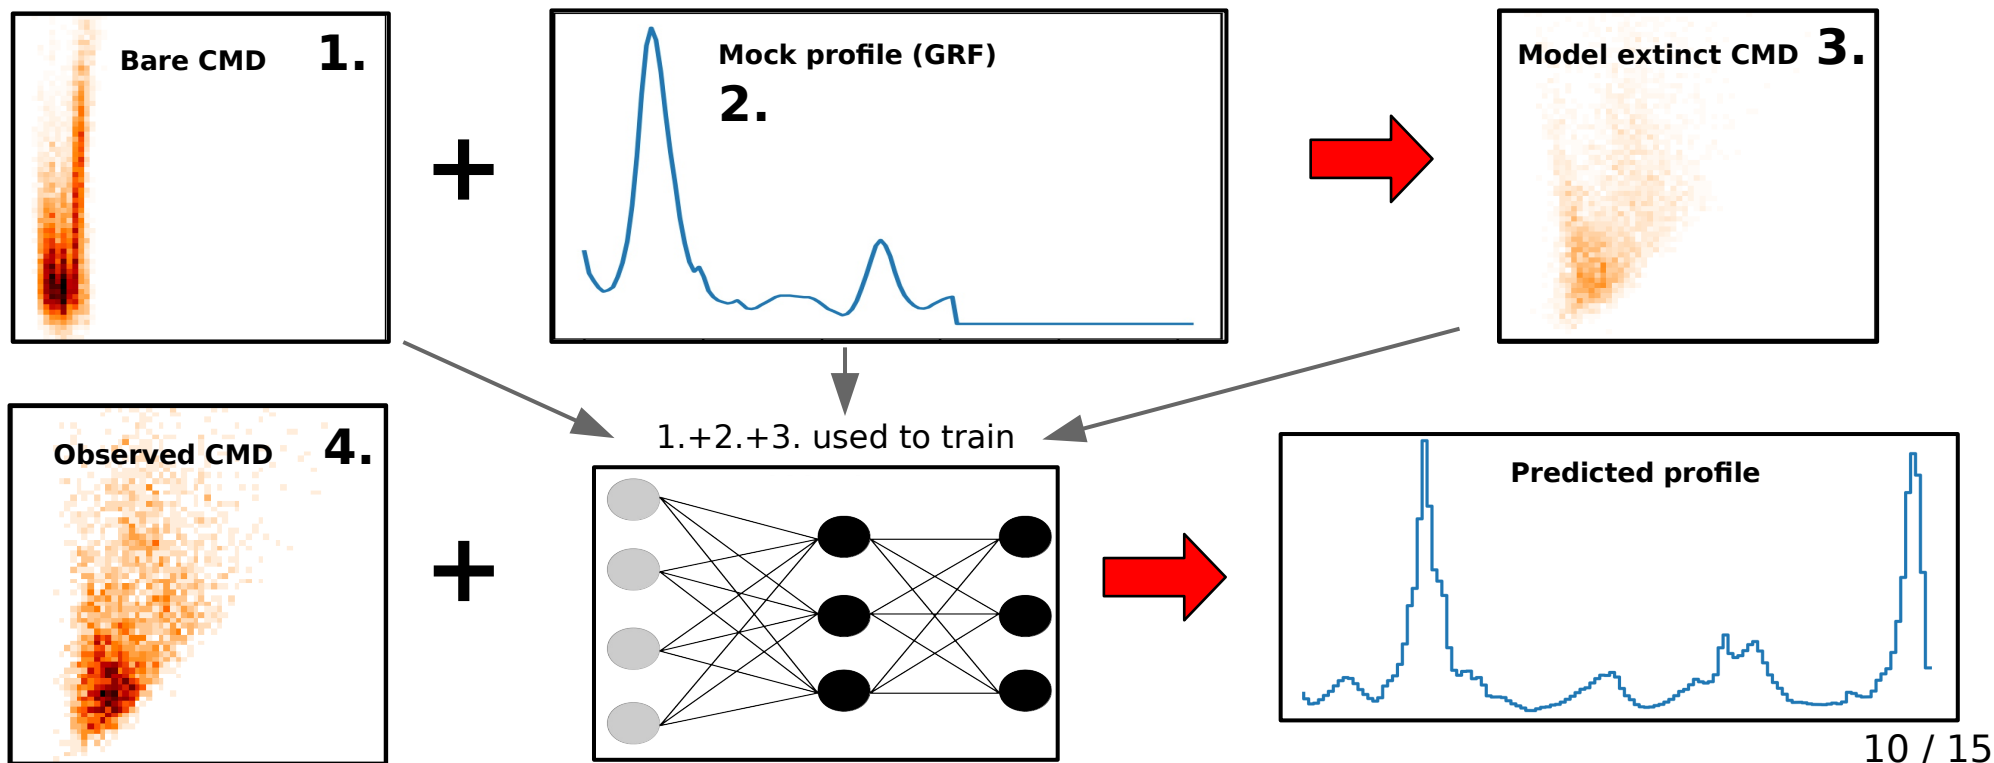 Bare CMD 1.
Mock profile (GRF)
2.
Model extinct CMD 3.
Observed CMD 4.
1.+2.+3. used to train
Predicted profile
10 / 15